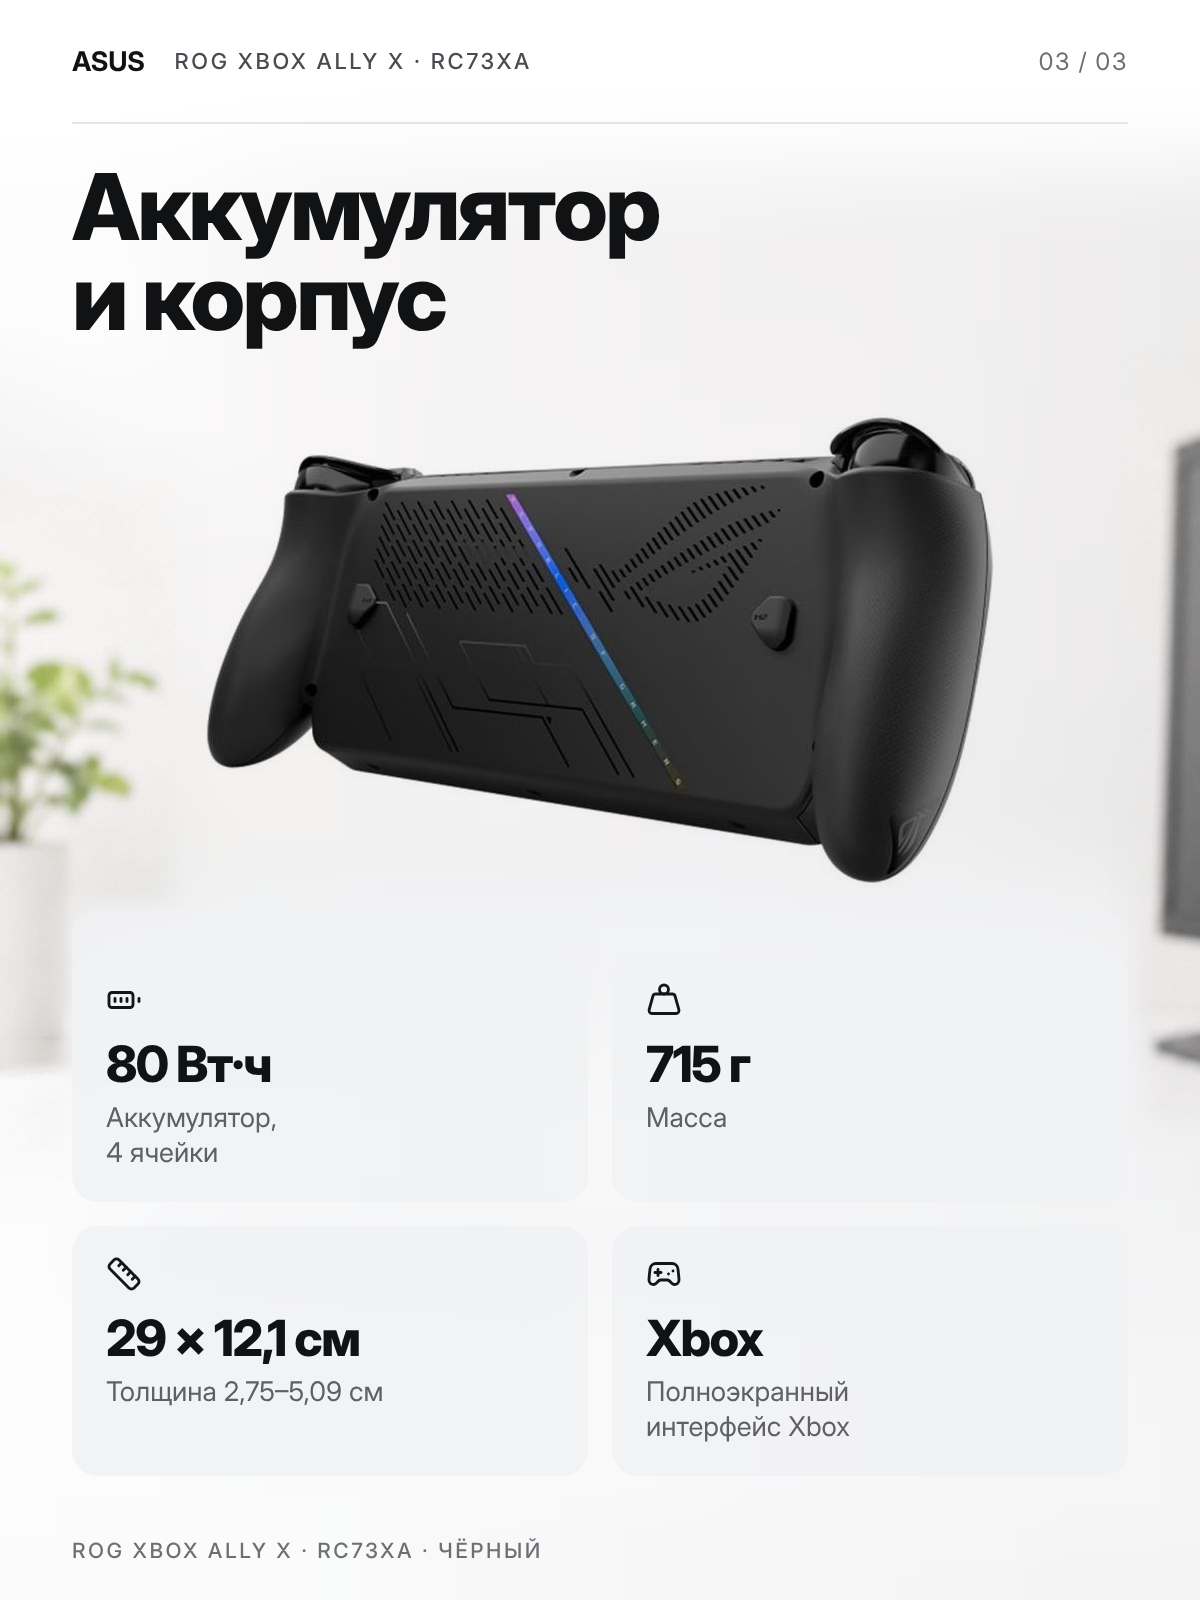 ASUS ROG XBOX ALLY X · RC73XA 03 / 03
Аккумулятор
и корпус
80 Вт·ч
Аккумулятор,
4 ячейки
715 г
Масса
29 × 12,1 см
Толщина 2,75–5,09 см
Xbox
Полноэкранный
интерфейс Xbox
ROG XBOX ALLY X · RC73XA · ЧЁРНЫЙ